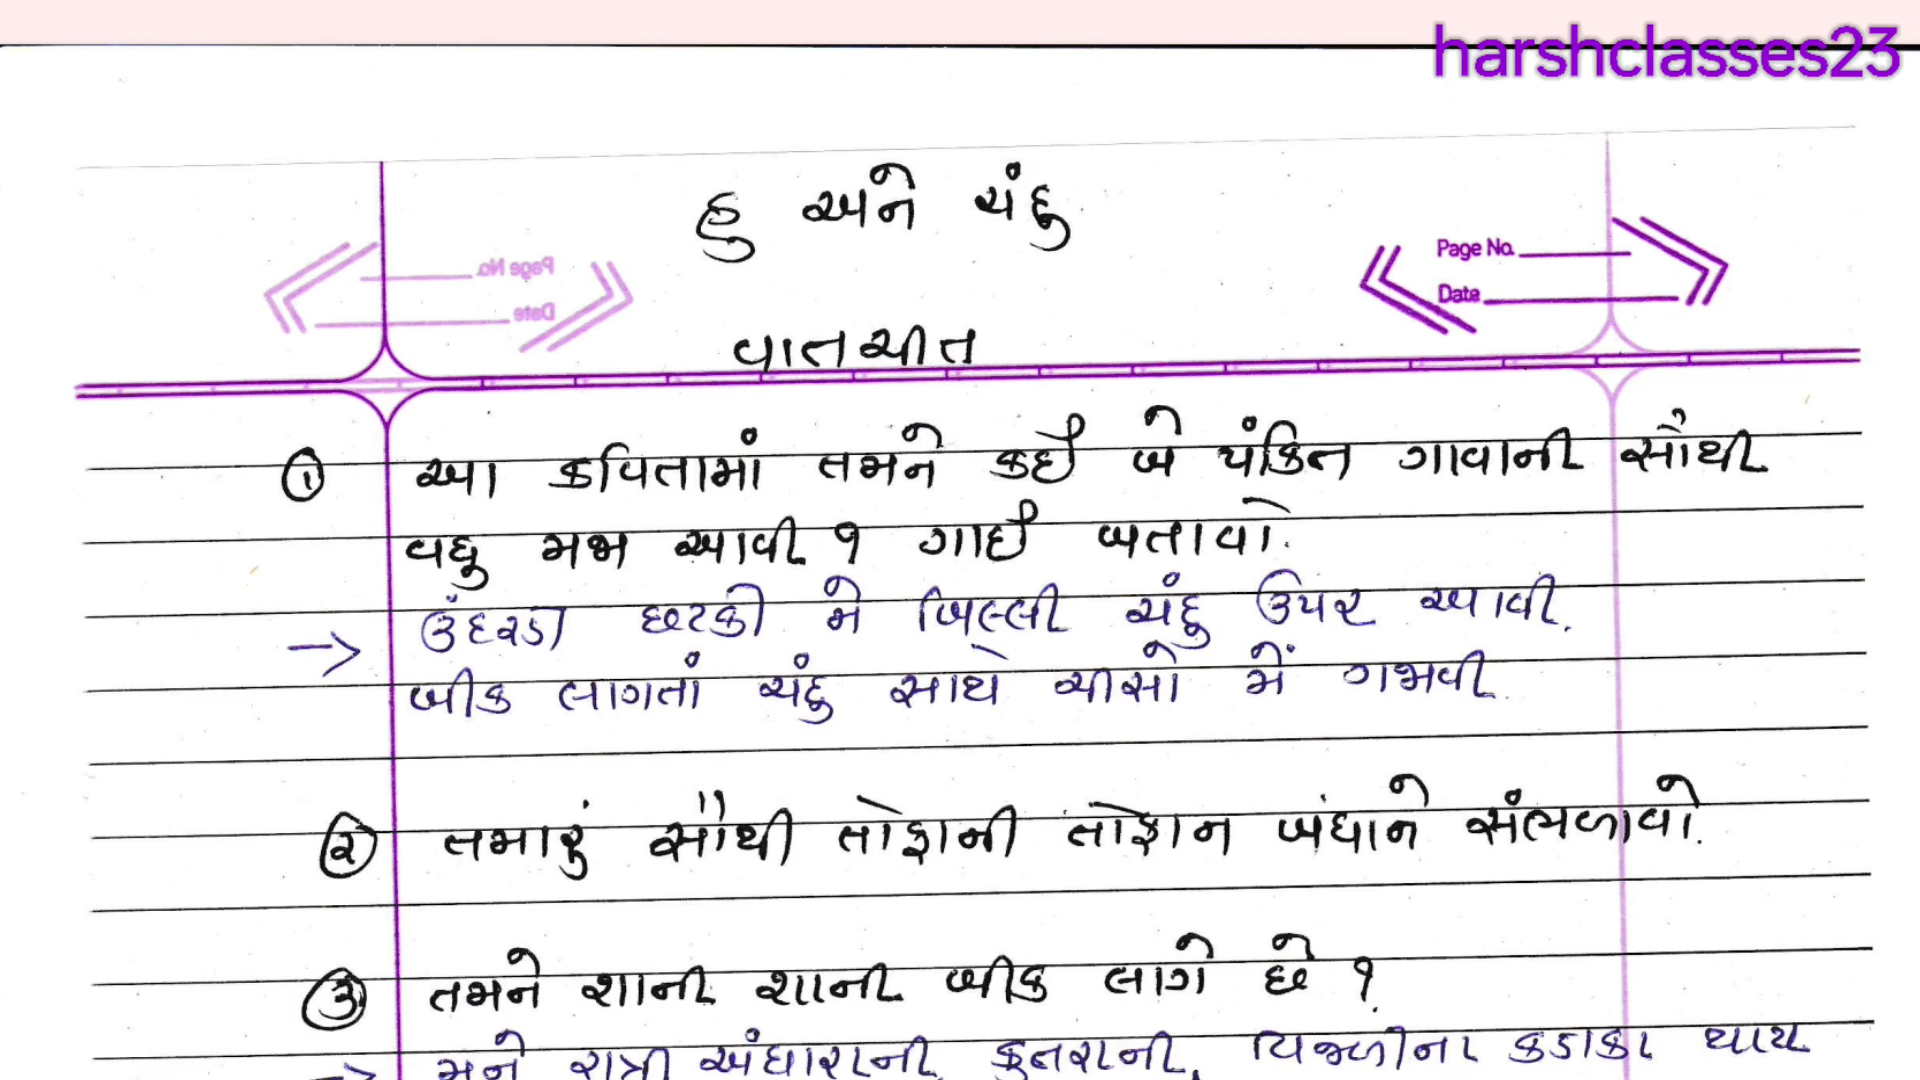 harshclasses23
હુ અને ચંદુ
Page No.
Date
વાતચીત
① આ કવિતામાં તમને કઈ બે પંકિત ગાવાની સૌથી
વધુ મજા આવી ? ગાઈ બતાવો.
→ ઉંદરડા છટકી ને બિલ્લી ચંદુ ઉપર આવી.
બીક લાગતાં ચંદુ સાથે ચીસો મેં ગજવી.
② તમારું સૌથી તોફાની તોફાન બંધાને સંભળાવો.
③ તમને શાની શાની બીક લાગે છે ?
→ મને રાત્રી અંધારાની, કુતરાની, વિજળીના કડાકા થાય